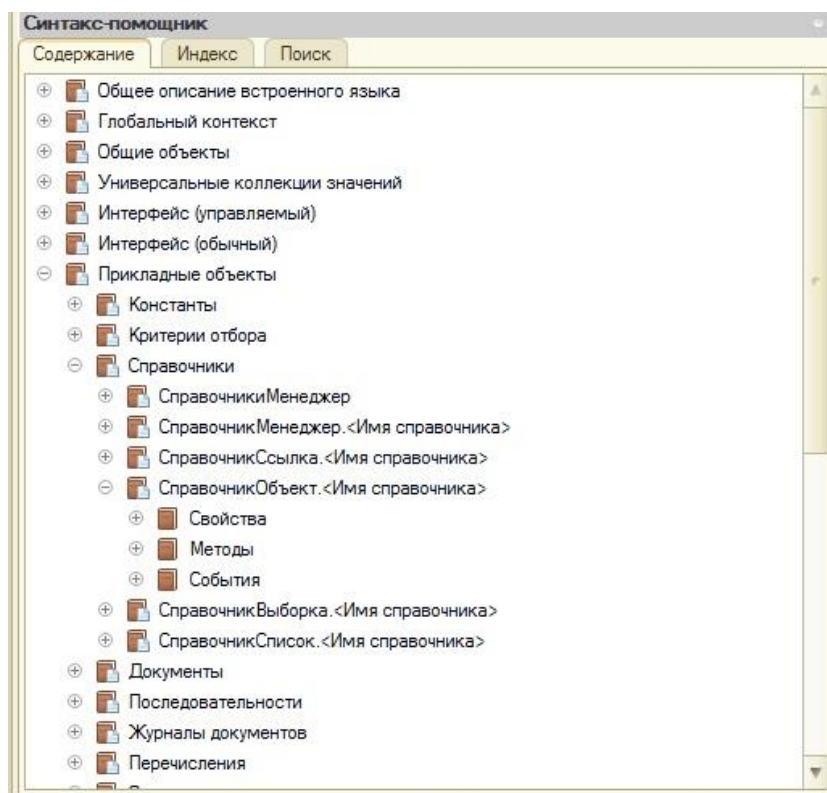 Синтакс-помощник
Содержание Индекс Поиск
Общее описание встроенного языка
Глобальный контекст
Общие объекты
Универсальные коллекции значений
Интерфейс (управляемый)
Интерфейс (обычный)
Прикладные объекты
Константы
Критерии отбора
Справочники
СправочникиМенеджер
СправочникМенеджер.<Имя справочника>
СправочникСсылка.<Имя справочника>
СправочникОбъект.<Имя справочника>
Свойства
Методы
События
СправочникВыборка.<Имя справочника>
СправочникСписок.<Имя справочника>
Документы
Последовательности
Журналы документов
Перечисления